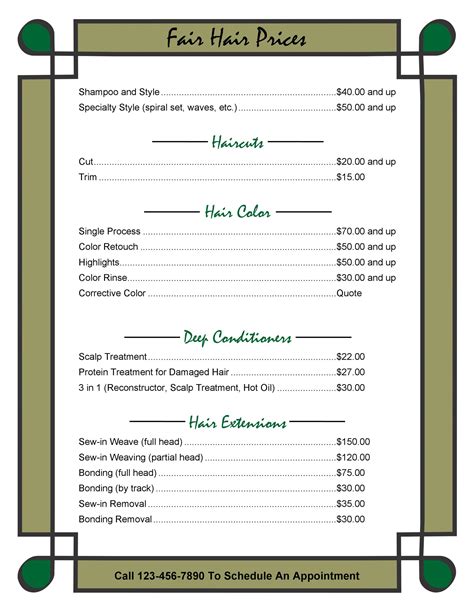 Fair Hair Prices
Shampoo and Style........................................$40.00 and up
Specialty Style (spiral set, waves, etc.)........................................$50.00 and up
Haircuts
Cut........................................$20.00 and up
Trim........................................$15.00
Hair Color
Single Process........................................$70.00 and up
Color Retouch........................................$50.00 and up
Highlights........................................$50.00 and up
Color Rinse........................................$30.00 and up
Corrective Color........................................Quote
Deep Conditioners
Scalp Treatment........................................$22.00
Protein Treatment for Damaged Hair........................................$27.00
3 in 1 (Reconstructor, Scalp Treatment, Hot Oil)........................................$30.00
Hair Extensions
Sew-in Weave (full head)........................................$150.00
Sew-in Weaving (partial head)........................................$120.00
Bonding (full head)........................................$75.00
Bonding (by track)........................................$30.00
Sew-in Removal........................................$35.00
Bonding Removal........................................$30.00
Call 123-456-7890 To Schedule An Appointment